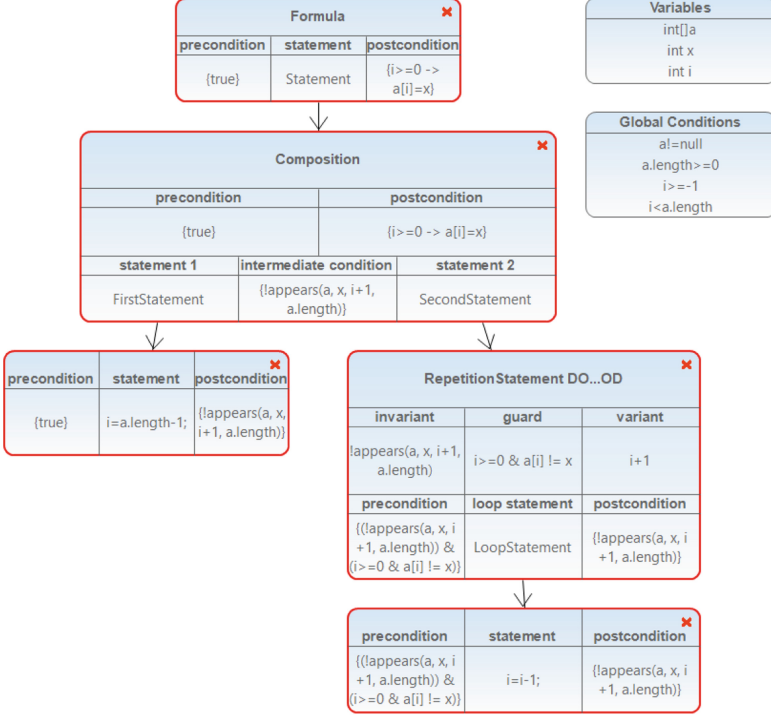 Formula
precondition statement postcondition
{true} Statement {i>=0 ->
a[i]=x}
Variables
int[]a
int x
int i
Global Conditions
a!=null
a.length>=0
i>=-1
i<a.length
Composition
precondition postcondition
{true} {i>=0 -> a[i]=x}
statement 1 intermediate condition statement 2
FirstStatement {!appears(a, x, i+1,
a.length)} SecondStatement
precondition statement postcondition
{true} i=a.length-1; {!appears(a, x,
i+1, a.length)}
RepetitionStatement DO...OD
invariant guard variant
!appears(a, x, i+1,
a.length) i>=0 & a[i] != x i+1
precondition loop statement postcondition
{(!appears(a, x, i
+1, a.length)) &
(i>=0 & a[i] != x)} LoopStatement {!appears(a, x, i
+1, a.length)}
precondition statement postcondition
{(!appears(a, x, i
+1, a.length)) &
(i>=0 & a[i] != x)} i=i-1; {!appears(a, x, i
+1, a.length)}